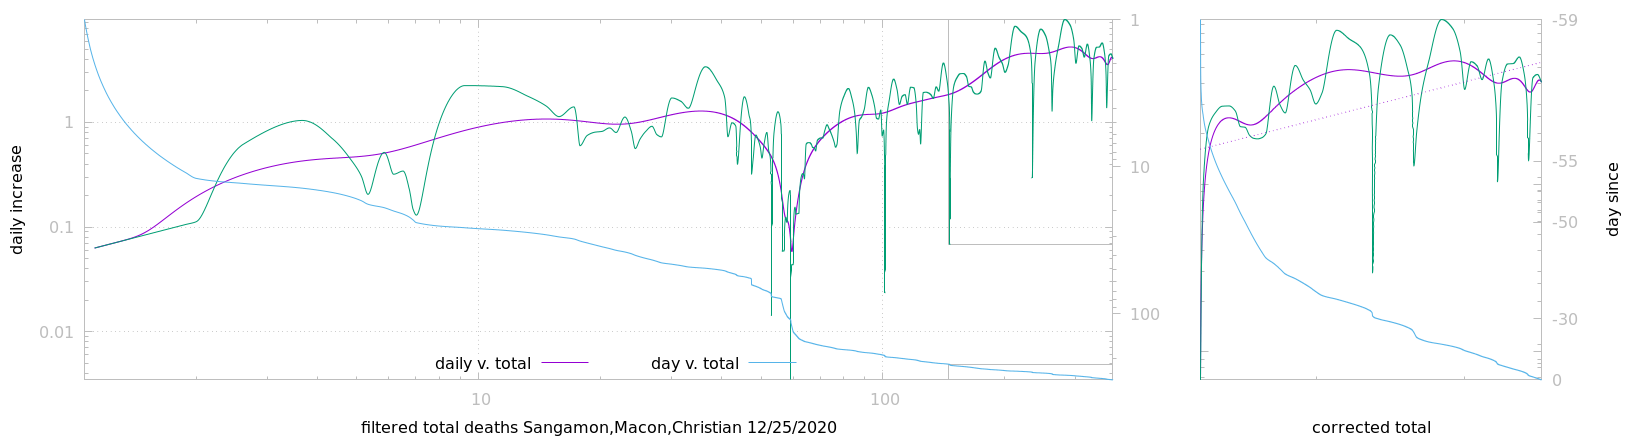 1
0.1
0.01
daily increase
10
100
1
10
100
daily v. total
day v. total
filtered total deaths Sangamon,Macon,Christian 12/25/2020
-59
-55
-50
-30
0
day since
corrected total